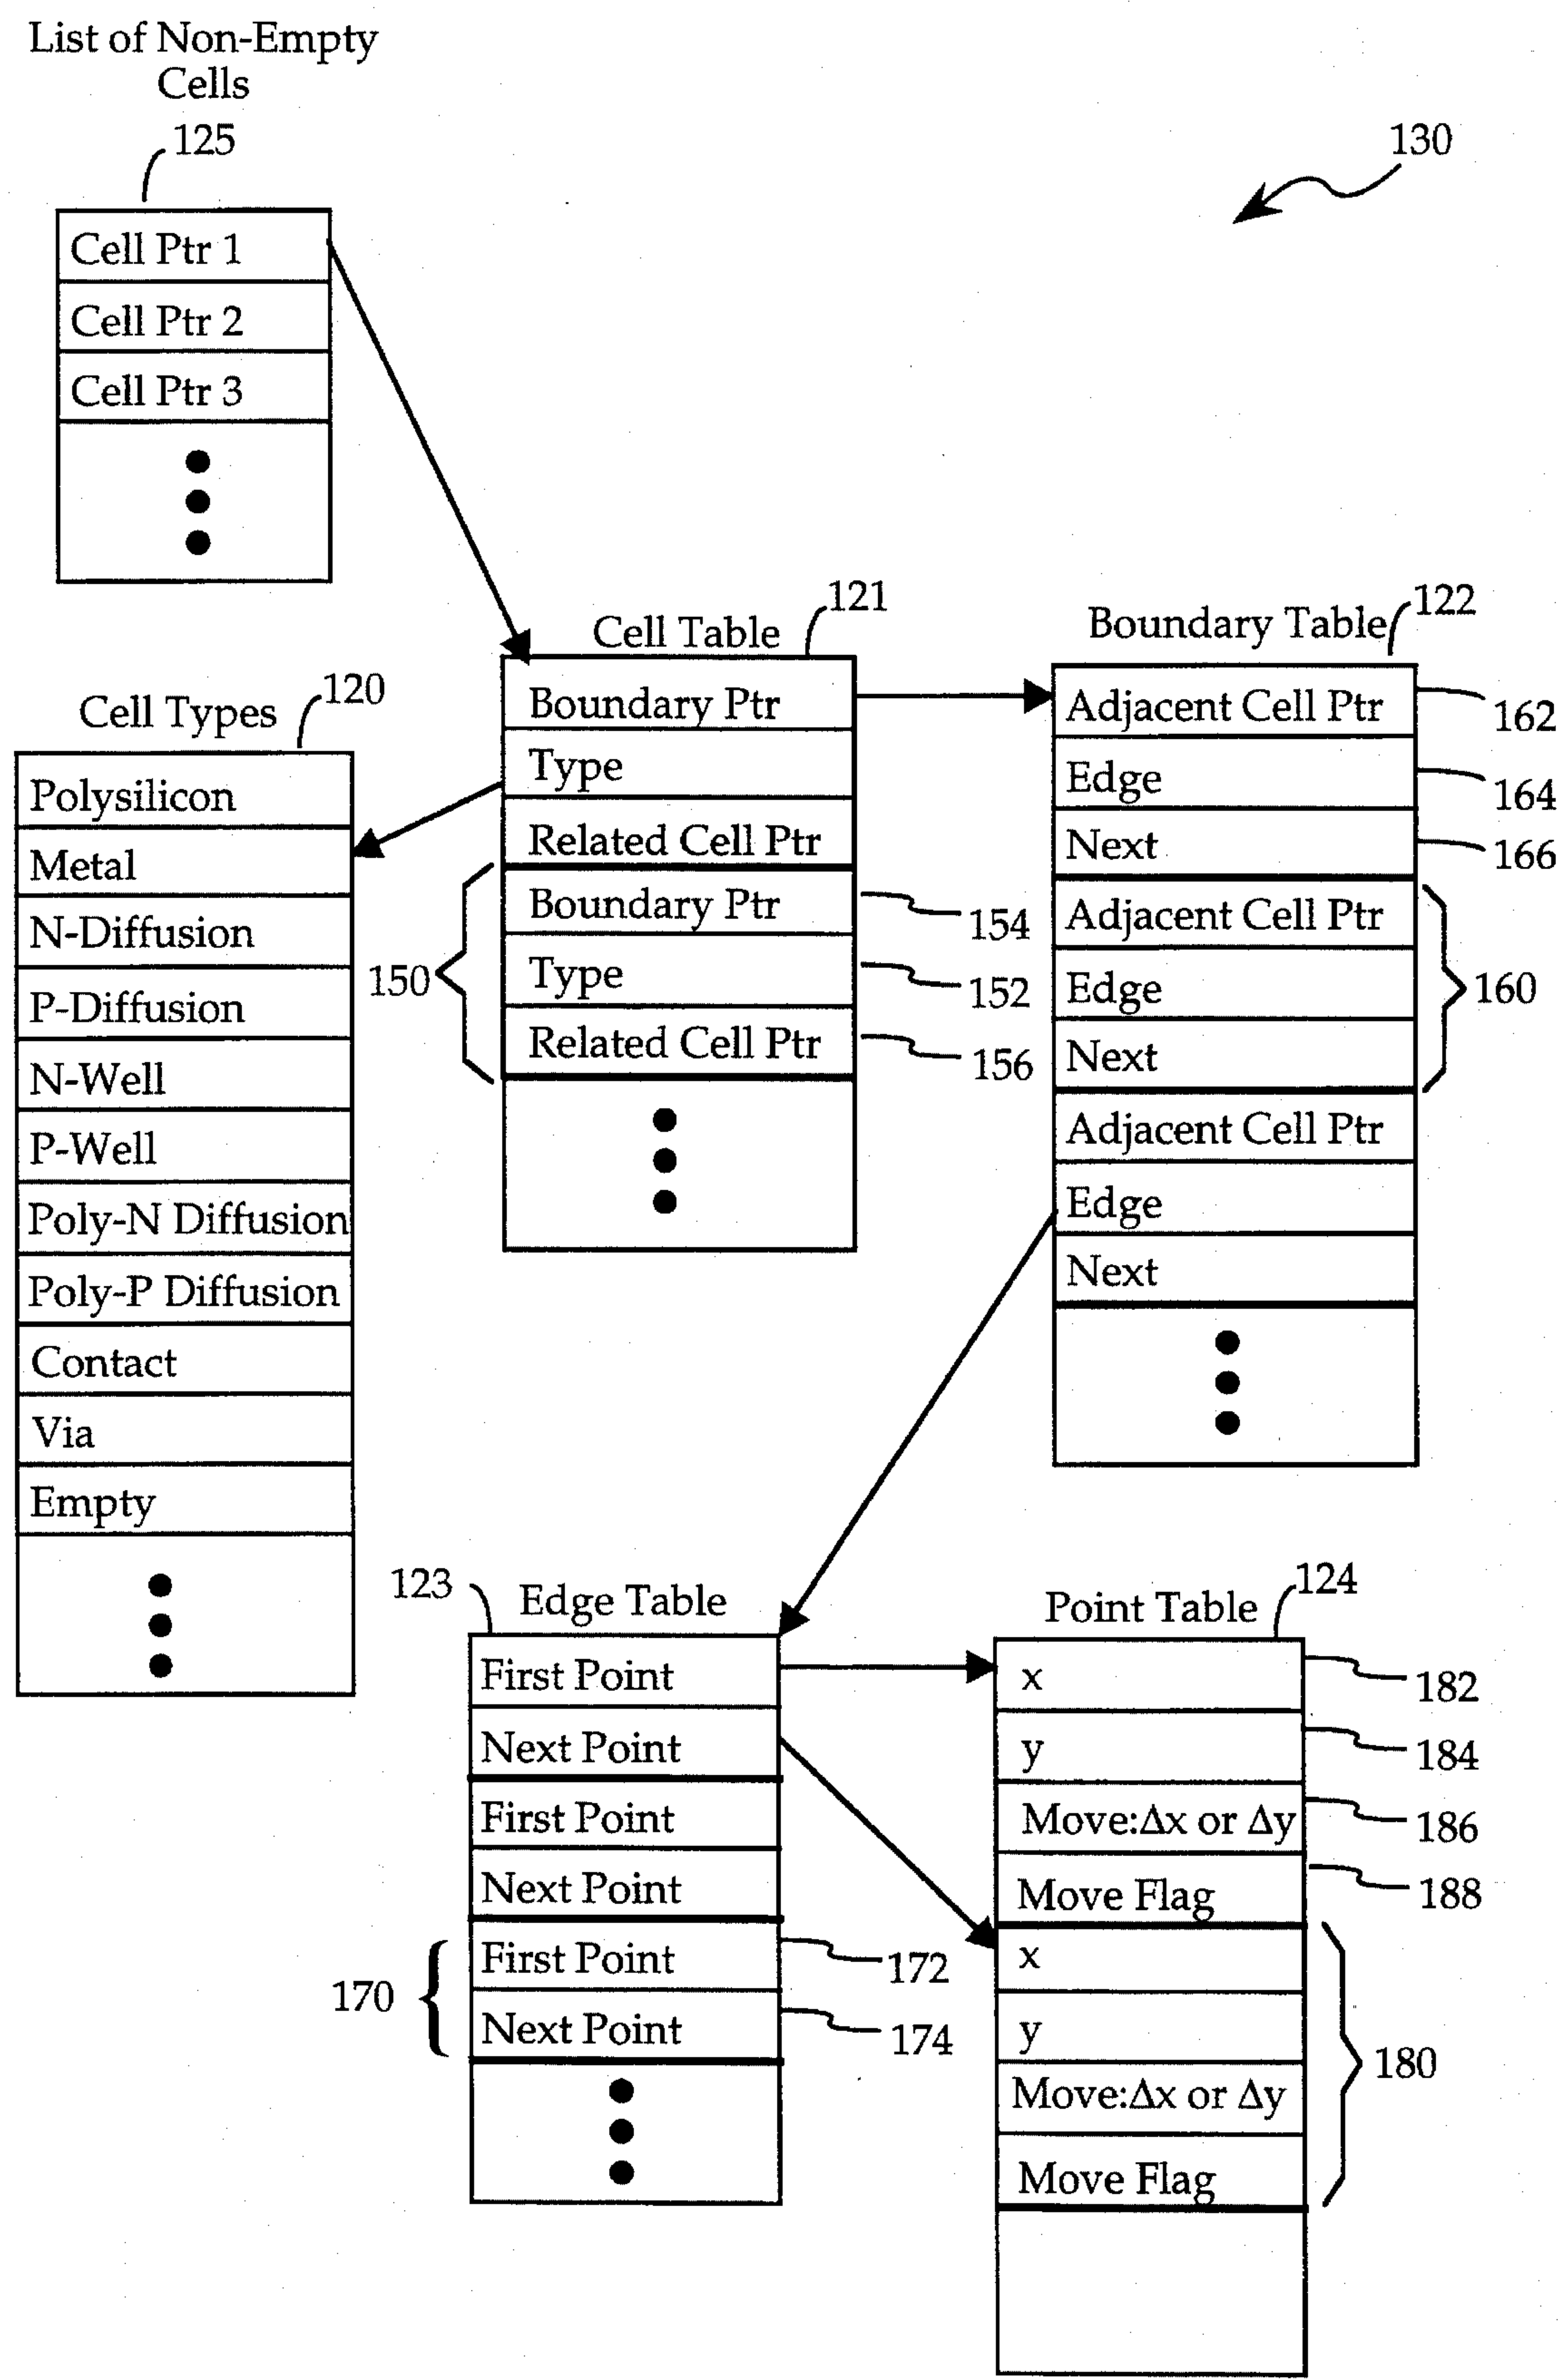 List of Non-Empty
Cells
125
130
Cell Ptr 1
Cell Ptr 2
Cell Ptr 3
Cell Table
121
Boundary Table
122
Boundary Ptr
Type
Related Cell Ptr
Boundary Ptr
154
Type
152
Related Cell Ptr
156
150
Adjacent Cell Ptr
162
Edge
164
Next
166
Adjacent Cell Ptr
Edge
Next
160
Adjacent Cell Ptr
Edge
Next
Cell Types
120
Polysilicon
Metal
N-Diffusion
P-Diffusion
N-Well
P-Well
Poly-N Diffusion
Poly-P Diffusion
Contact
Via
Empty
123
Edge Table
First Point
Next Point
First Point
Next Point
First Point
172
Next Point
174
170
Point Table
124
x
182
y
184
Move:Δx or Δy
186
Move Flag
188
x
y
Move:Δx or Δy
Move Flag
180